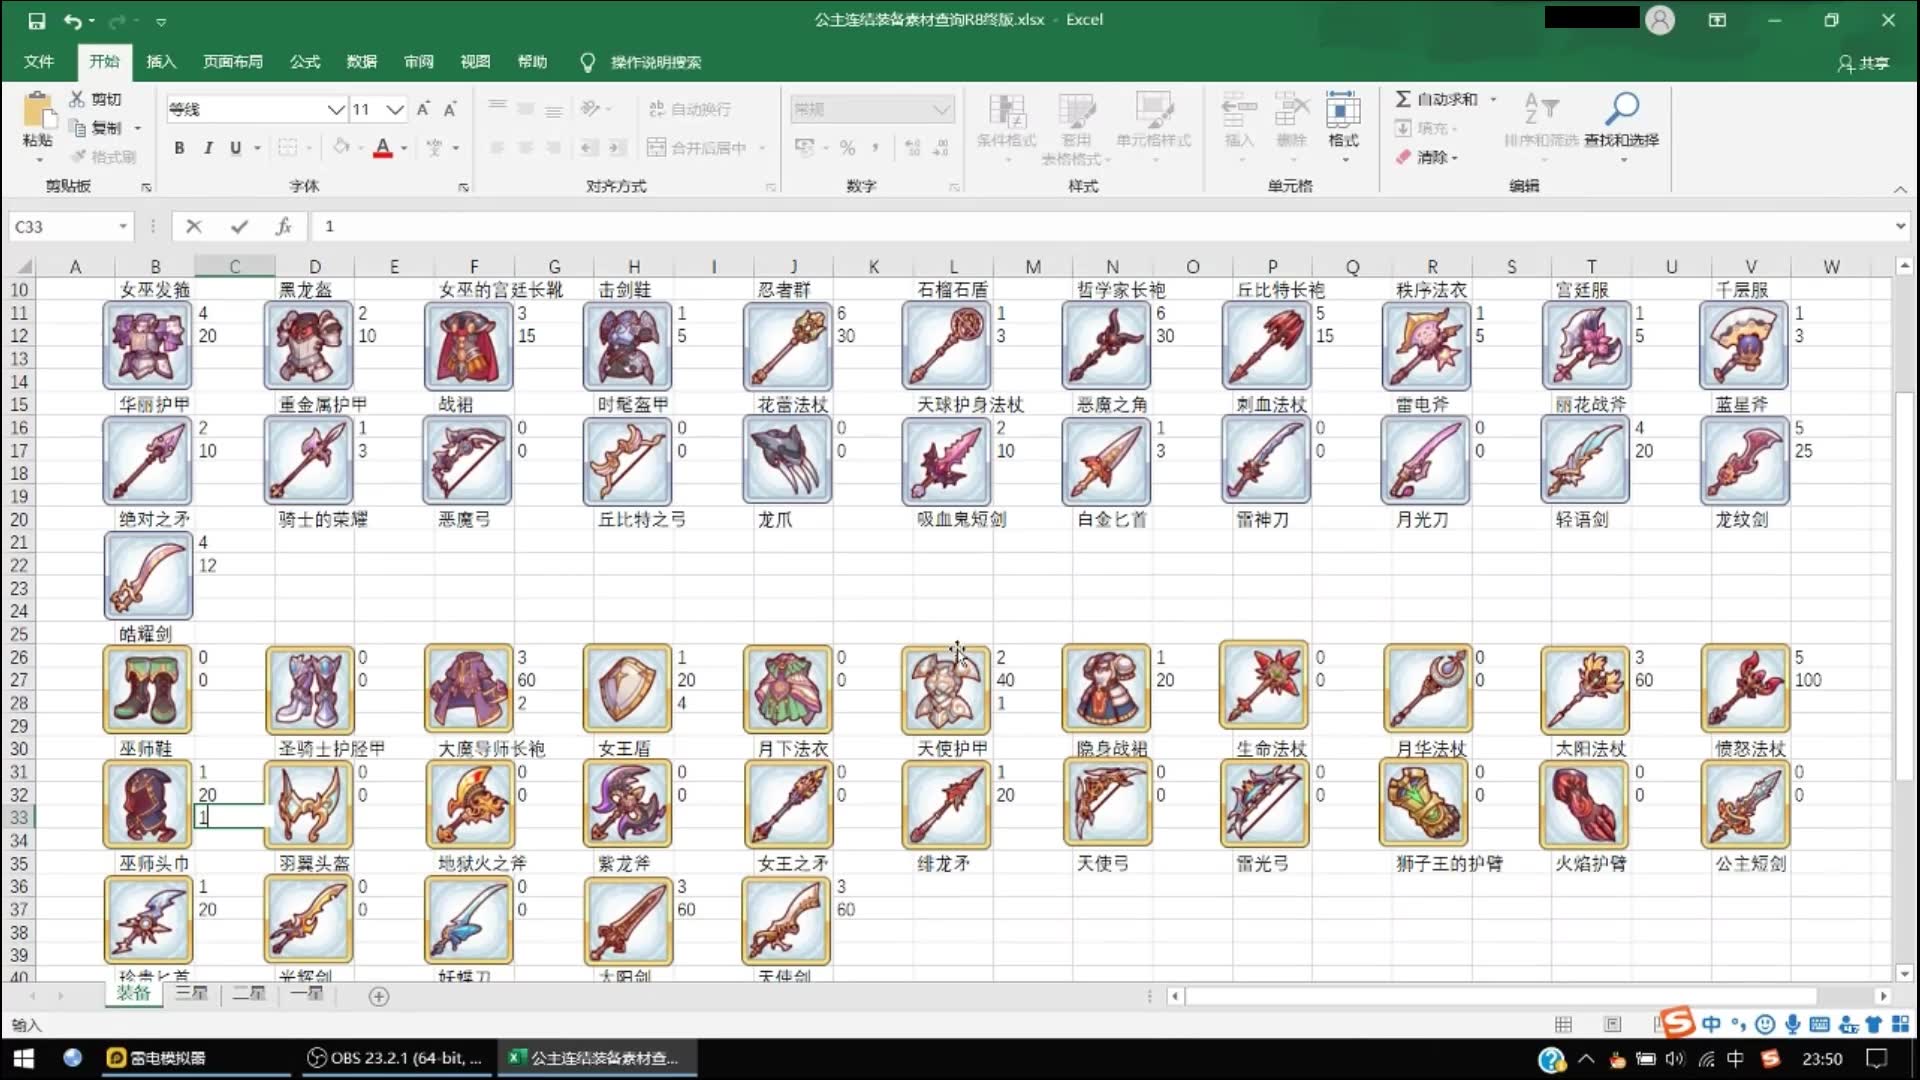 公主连结装备素材查询R8终版.xlsx - Excel
文件 开始 插入 页面布局 公式 数据 审阅 视图 帮助 操作说明搜索 共享
剪切 等线 11 自动换行 常规 自动求和
复制 条件格式 套用 单元格样式 插入 删除 格式 填充 排序和筛选 查找和选择
粘贴 格式刷 B I U A 合并后居中 % 表格格式 清除
剪贴板 字体 对齐方式 数字 样式 单元格 编辑
C33 fx 1
A B C D E F G H I J K L M N O P Q R S T U V W
10 女巫发箍 黑龙盔 女巫的宫廷长靴 击剑鞋 忍者群 石榴石盾 哲学家长袍 丘比特长袍 秩序法衣 宫廷服 千层服
11 4 2 3 1 6 1 6 5 1 1 1
12 20 10 15 5 30 3 30 15 5 5 3
13
14
15 华丽护甲 重金属护甲 战裙 时髦盔甲 花蕾法杖 天球护身法杖 恶魔之角 刺血法杖 雷电斧 丽花战斧 蓝星斧
16 2 1 0 0 0 2 1 0 0 4 5
17 10 3 0 0 0 10 3 0 0 20 25
18
19
20 绝对之矛 骑士的荣耀 恶魔弓 丘比特之弓 龙爪 吸血鬼短剑 白金匕首 雷神刀 月光刀 轻语剑 龙纹剑
21 4
22 12
23
24
25 皓耀剑
26 0 0 3 1 0 2 1 0 0 3 5
27 0 0 60 20 0 40 20 0 0 60 100
28 2 4 1
29
30 巫师鞋 圣骑士护胫甲 大魔导师长袍 女王盾 月下法衣 天使护甲 隐身战裙 生命法杖 月华法杖 太阳法杖 愤怒法杖
31 1 0 0 0 0 1 0 0 0 0 0
32 20 0 0 0 0 20 0 0 0 0 0
33 1
34
35 巫师头巾 羽翼头盔 地狱火之斧 紫龙斧 女王之矛 绯龙矛 天使弓 雷光弓 狮子王的护臂 火焰护臂 公主短剑
36 1 0 0 3 3
37 20 0 0 60 60
38
39
40 珍贵匕首 光辉剑 妖蝶刀 太阳剑 天使剑
装备 三星 二星 一星
输入 中
雷电模拟器 OBS 23.2.1 (64-bit, ... 公主连结装备素材查... 中 23:50